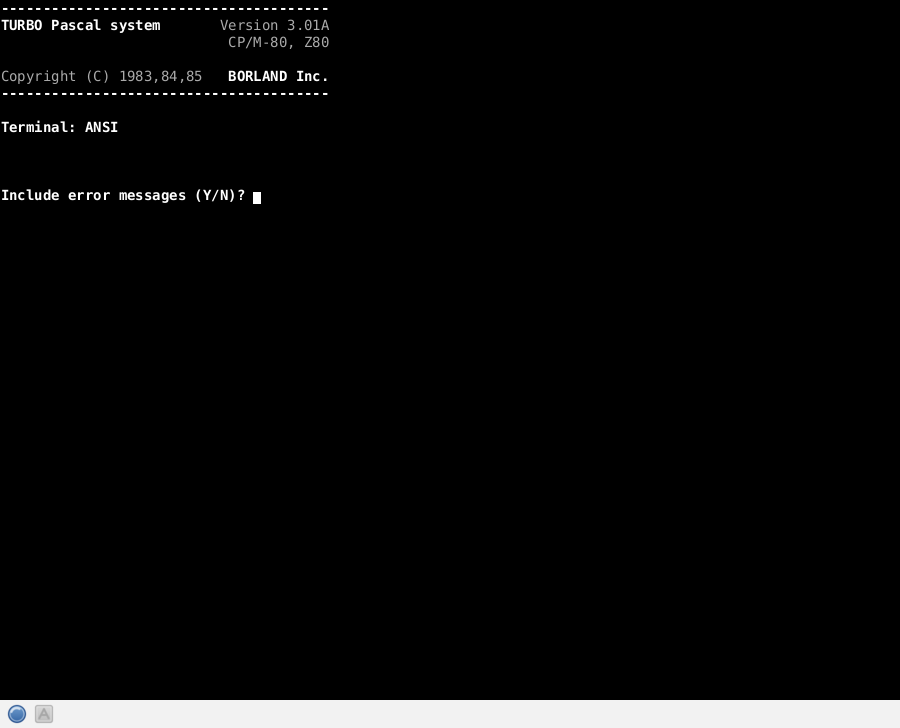 ---------------------------------------
TURBO Pascal system       Version 3.01A
                           CP/M-80, Z80
Copyright (C) 1983,84,85   BORLAND Inc.
---------------------------------------
Terminal: ANSI
Include error messages (Y/N)?